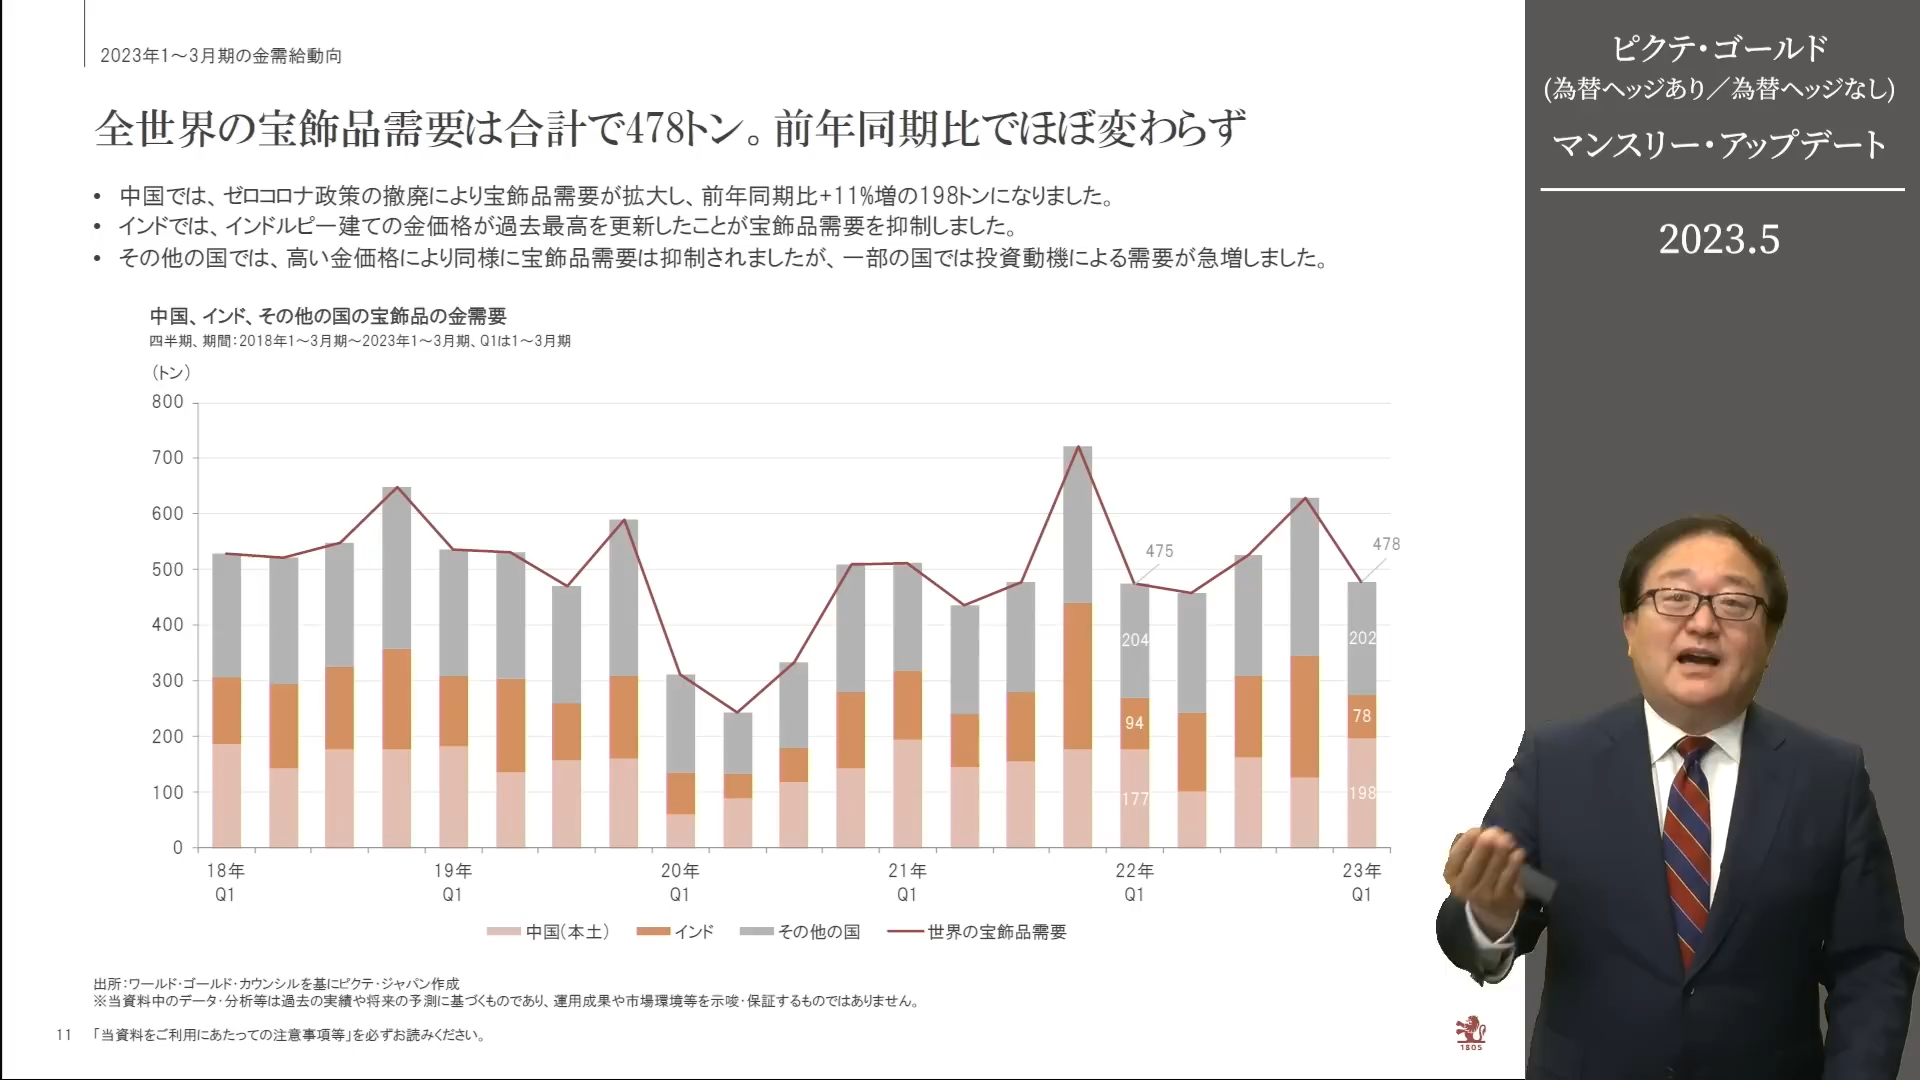 2023年1～3月期の金需給動向
全世界の宝飾品需要は合計で478トン。前年同期比でほぼ変わらず
• 中国では、ゼロコロナ政策の撤廃により宝飾品需要が拡大し、前年同期比+11%増の198トンになりました。
• インドでは、インドルピー建ての金価格が過去最高を更新したことが宝飾品需要を抑制しました。
• その他の国では、高い金価格により同様に宝飾品需要は抑制されましたが、一部の国では投資動機による需要が急増しました。
中国、インド、その他の国の宝飾品の金需要
四半期、期間：2018年1～3月期～2023年1～3月期、Q1は1～3月期
（トン）
800
700
600
500
400
300
200
100
0
475
204
94
177
478
202
78
198
18年 19年 20年 21年 22年 23年
Q1 Q1 Q1 Q1 Q1 Q1
中国（本土） インド その他の国 世界の宝飾品需要
出所：ワールド・ゴールド・カウンシルを基にピクテ・ジャパン作成
※当資料中のデータ・分析等は過去の実績や将来の予測に基づくものであり、運用成果や市場環境等を示唆・保証するものではありません。
11 「当資料をご利用にあたっての注意事項等」を必ずお読みください。
1805
ピクテ・ゴールド
(為替ヘッジあり／為替ヘッジなし)
マンスリー・アップデート
2023.5